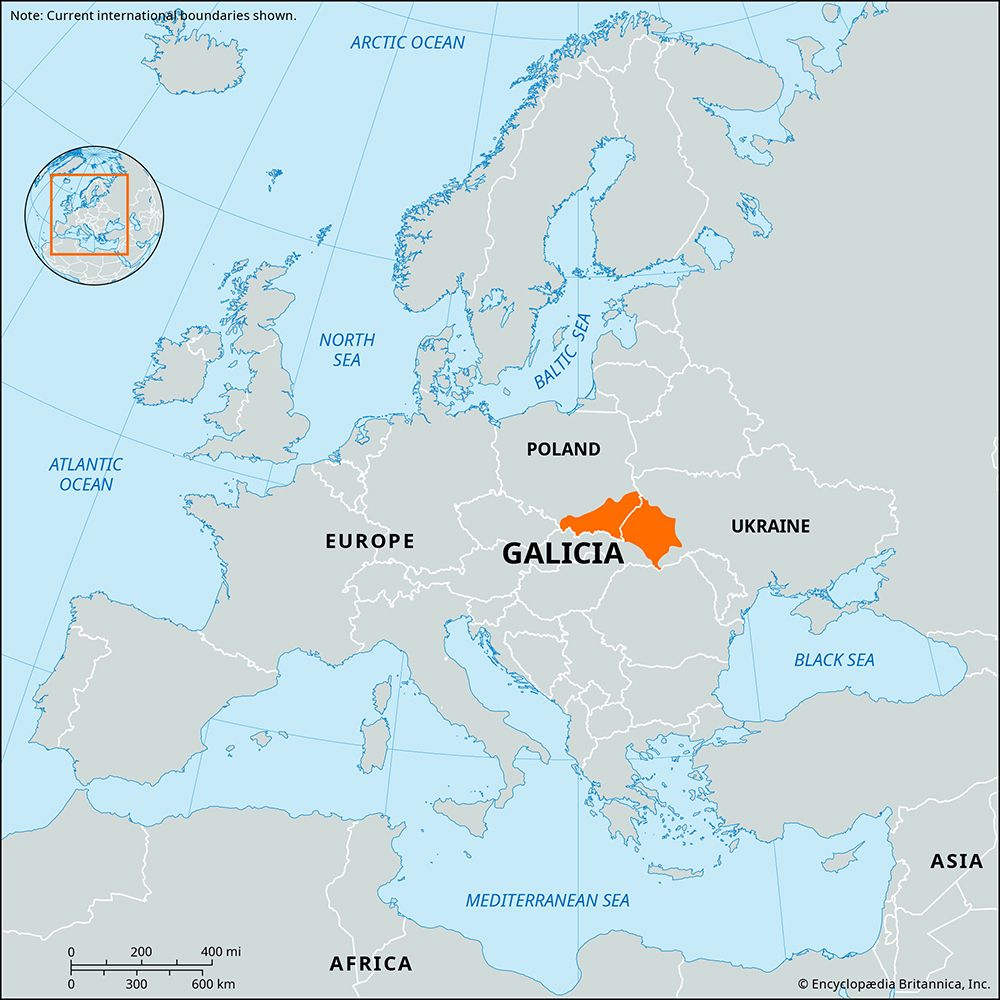 Note: Current international boundaries shown.
ARCTIC OCEAN
NORTH
SEA
BALTIC SEA
ATLANTIC
OCEAN
POLAND
UKRAINE
EUROPE
GALICIA
BLACK SEA
ASIA
MEDITERRANEAN SEA
AFRICA
0 200 400 mi
0 300 600 km
© Encyclopædia Britannica, Inc.